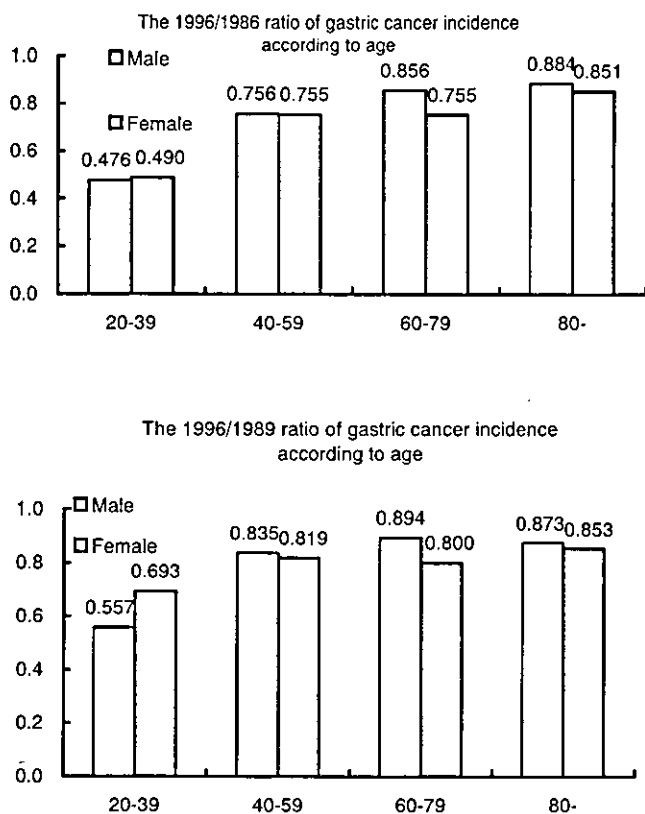 The 1996/1986 ratio of gastric cancer incidence
according to age
1.0
0.8
0.6
0.4
0.2
0.0
Male
Female
0.476 0.490
0.756 0.755
0.856
0.755
0.884
0.851
20-39 40-59 60-79 80-
The 1996/1989 ratio of gastric cancer incidence
according to age
1.0
0.8
0.6
0.4
0.2
0.0
Male
Female
0.557
0.693
0.835
0.819
0.894
0.800
0.873
0.853
20-39 40-59 60-79 80-